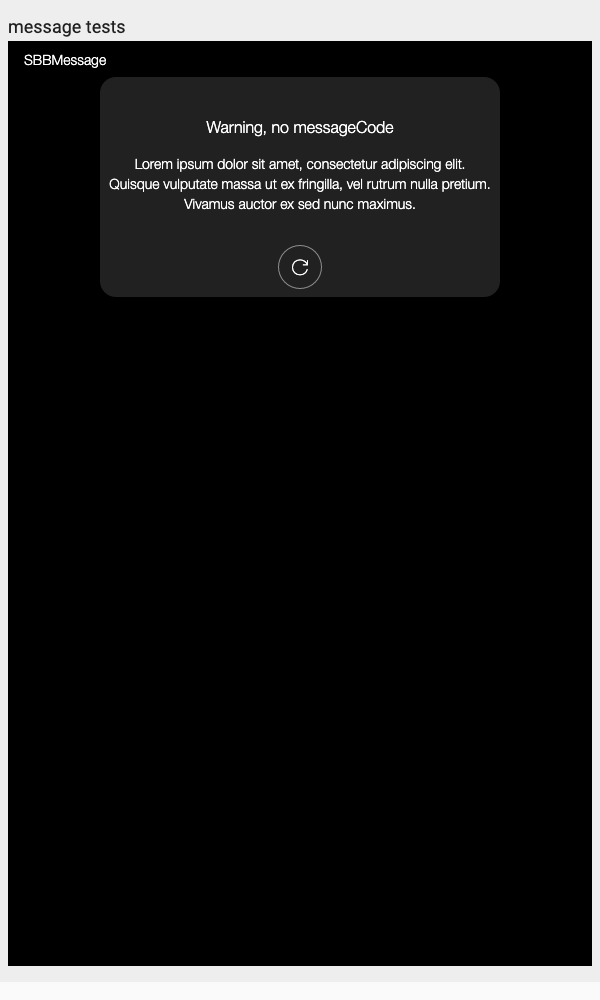 message tests
SBBMessage
Warning, no messageCode
Lorem ipsum dolor sit amet, consectetur adipiscing elit.
Quisque vulputate massa ut ex fringilla, vel rutrum nulla pretium.
Vivamus auctor ex sed nunc maximus.